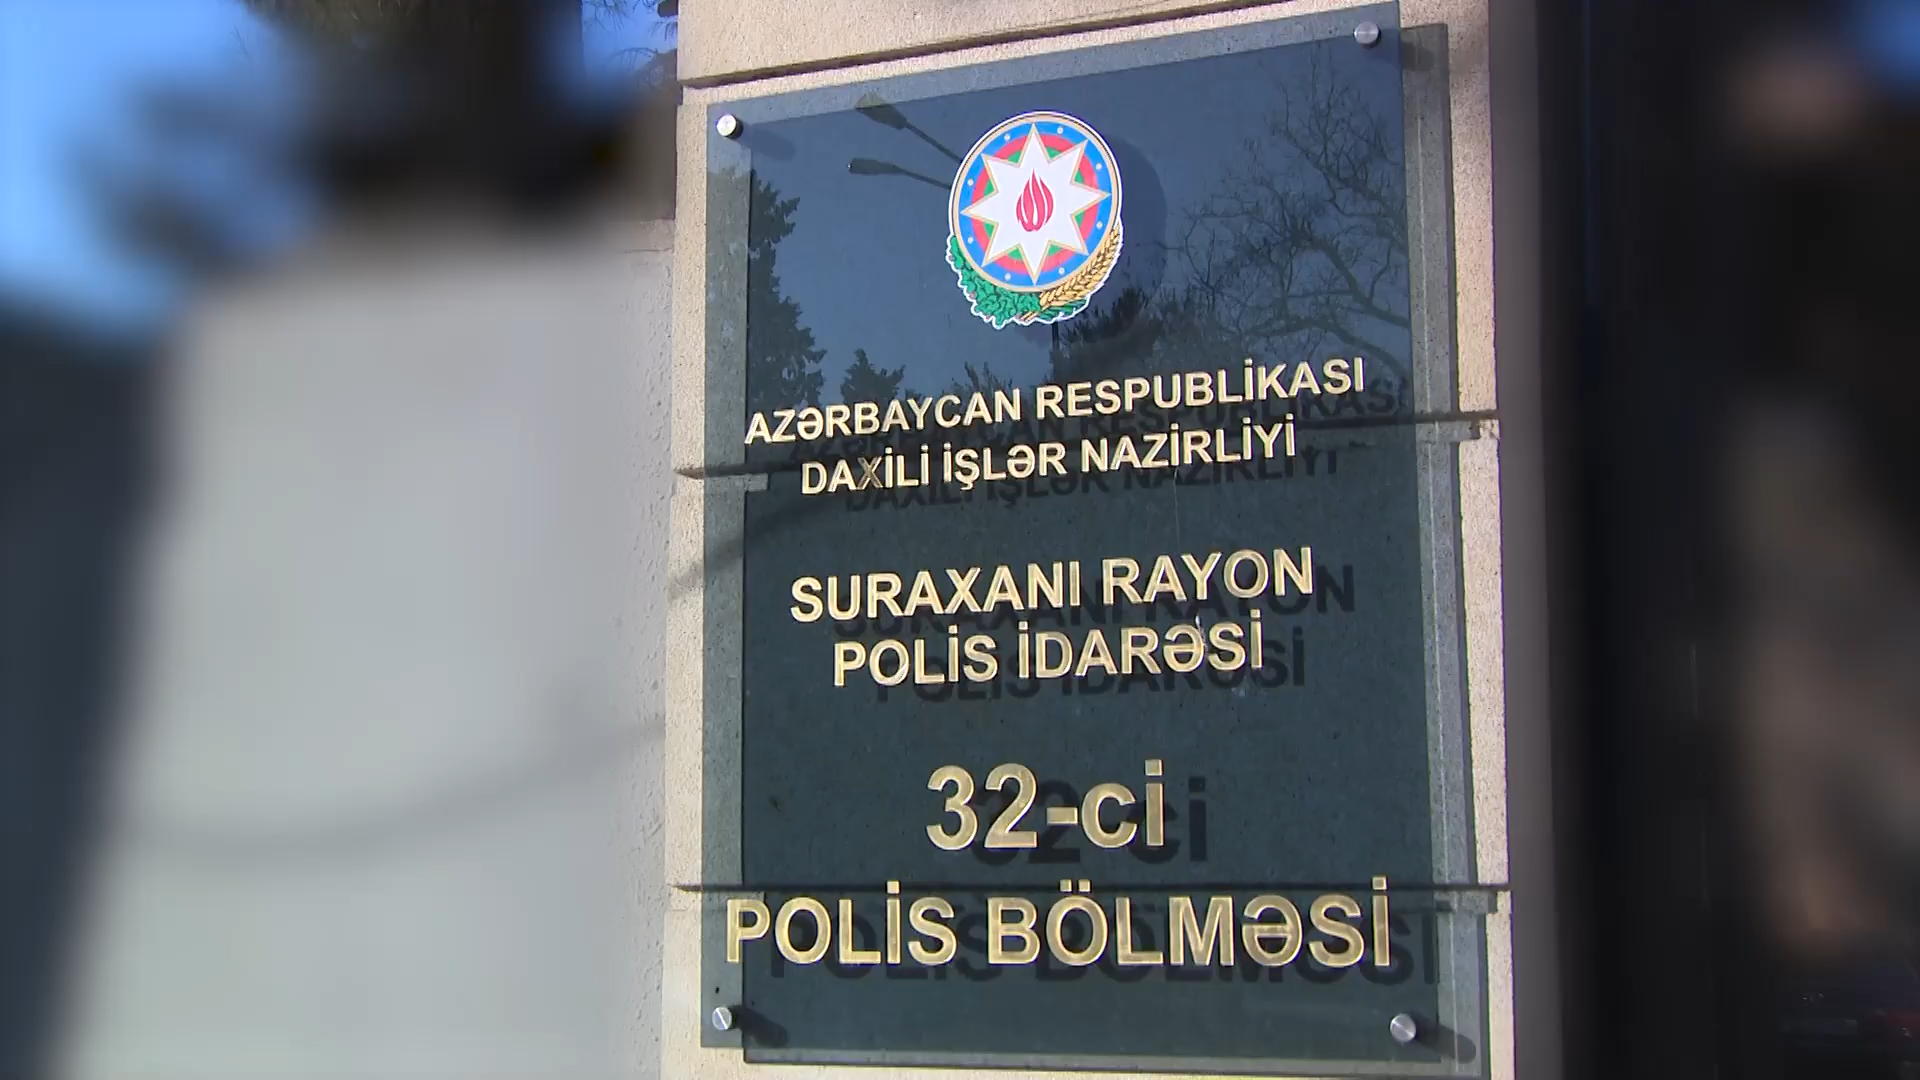 AZƏRBAYCAN RESPUBLİKASI
DAXİLİ İŞLƏR NAZİRLİYİ
SURAXANI RAYON
POLİS İDARƏSİ
32-ci
POLİS BÖLMƏSİ